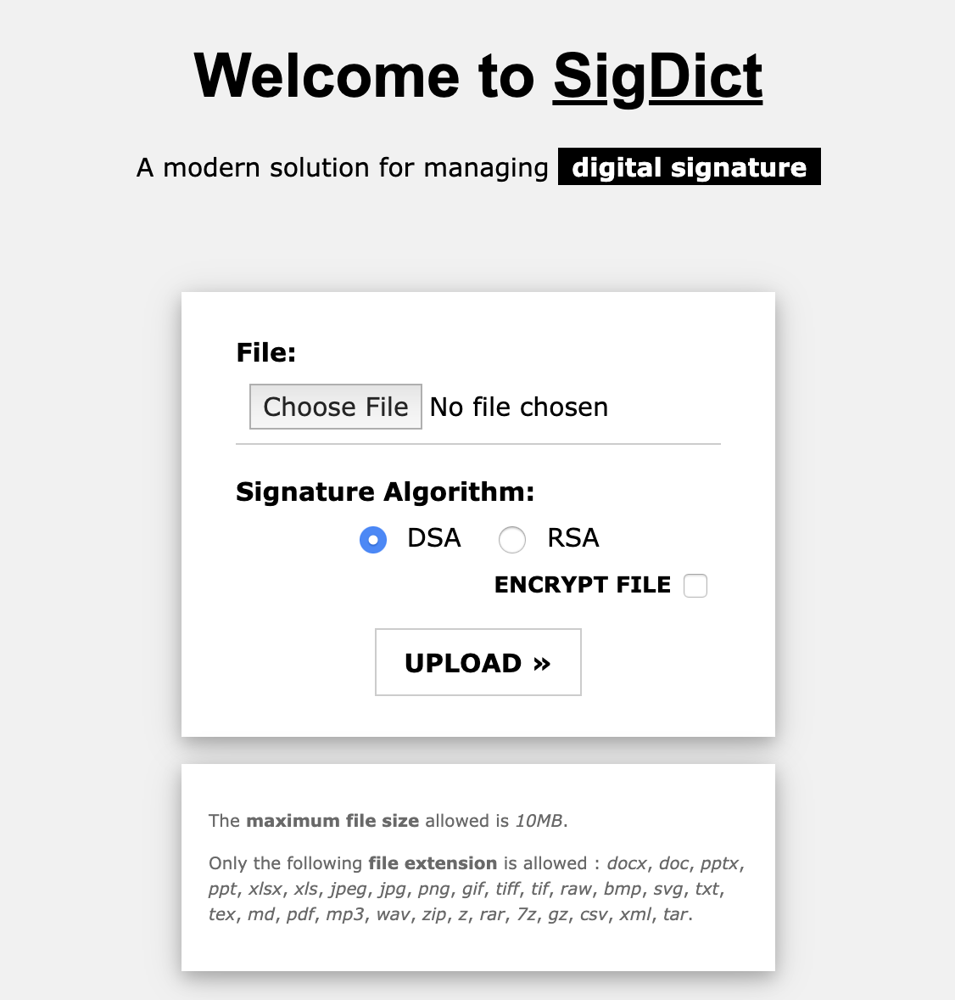 Welcome to SigDict
A modern solution for managing digital signature
File:
Choose File No file chosen
Signature Algorithm:
DSA RSA
ENCRYPT FILE
UPLOAD »
The maximum file size allowed is 10MB.
Only the following file extension is allowed : docx, doc, pptx,
ppt, xlsx, xls, jpeg, jpg, png, gif, tiff, tif, raw, bmp, svg, txt,
tex, md, pdf, mp3, wav, zip, z, rar, 7z, gz, csv, xml, tar.